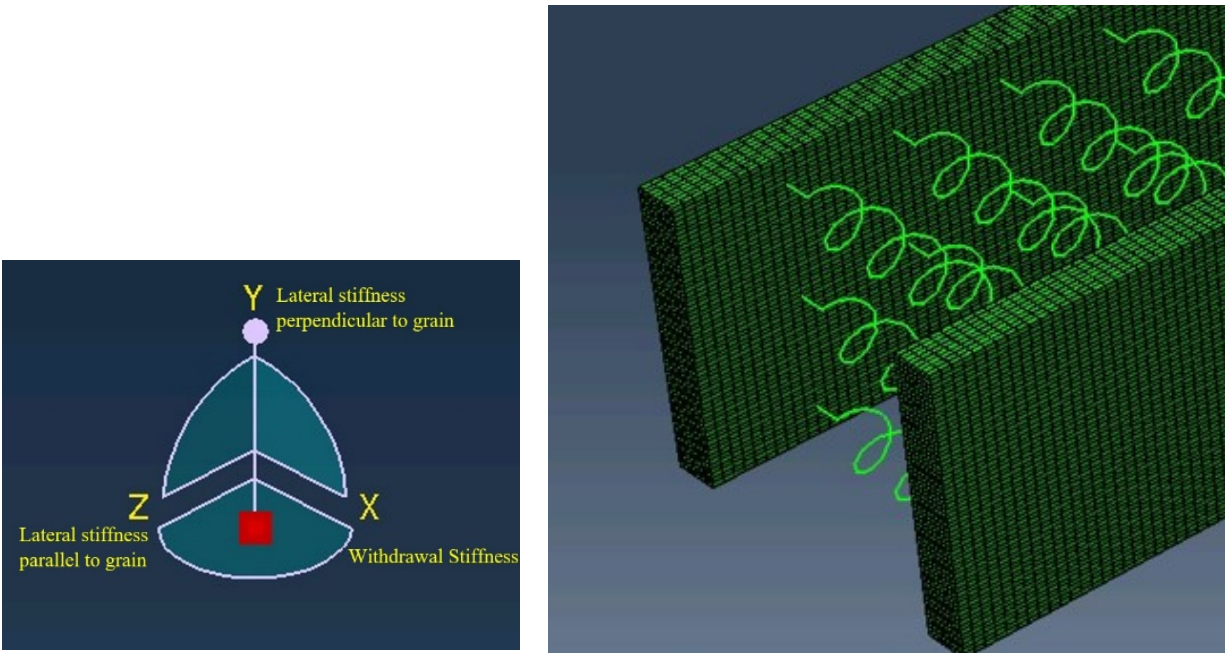 Y
Lateral stiffness
perpendicular to grain
Z
X
Lateral stiffness
parallel to grain
Withdrawal Stiffness